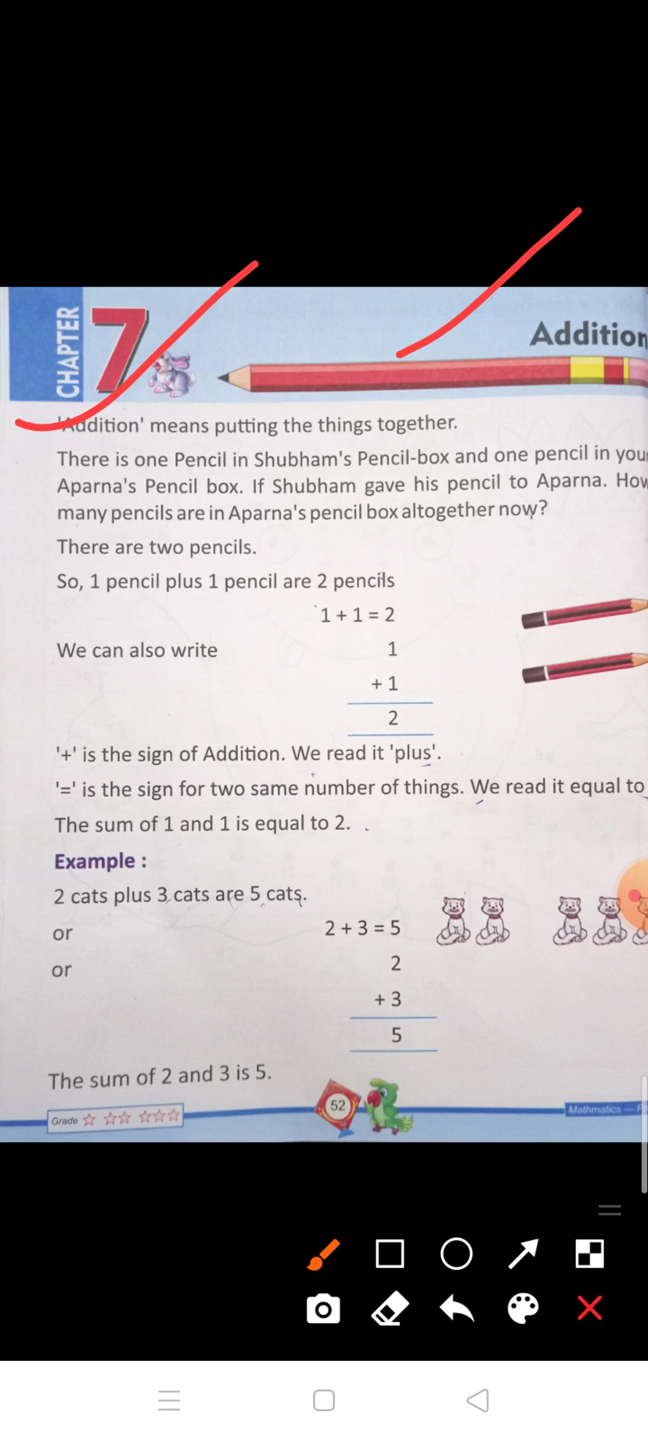 CHAPTER 7
Addition
'Addition' means putting the things together.
There is one Pencil in Shubham's Pencil-box and one pencil in you
Aparna's Pencil box. If Shubham gave his pencil to Aparna. How
many pencils are in Aparna's pencil box altogether now?
There are two pencils.
So, 1 pencil plus 1 pencil are 2 pencils
1 + 1 = 2
We can also write 1
+ 1
2
'+' is the sign of Addition. We read it 'plus'.
'=' is the sign for two same number of things. We read it equal to
The sum of 1 and 1 is equal to 2.
Example :
2 cats plus 3 cats are 5 cats.
or 2 + 3 = 5
or 2
+ 3
5
The sum of 2 and 3 is 5.
Grade
52
Mathmatics —